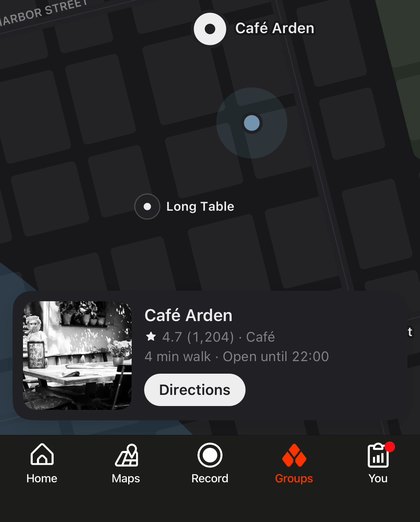 HARBOR STREET
Café Arden
Long Table
Café Arden
4.7 (1,204) · Café
4 min walk · Open until 22:00
t
Directions
Home
Maps
Record
Groups
You